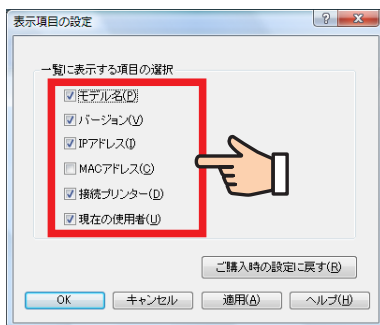 表示項目の設定
一覧に表示する項目の選択
モデル名(P)
バージョン(V)
IPアドレス(I)
MACアドレス(C)
接続プリンター(D)
現在の使用者(U)
ご購入時の設定に戻す(R)
OK キャンセル 適用(A) ヘルプ(H)